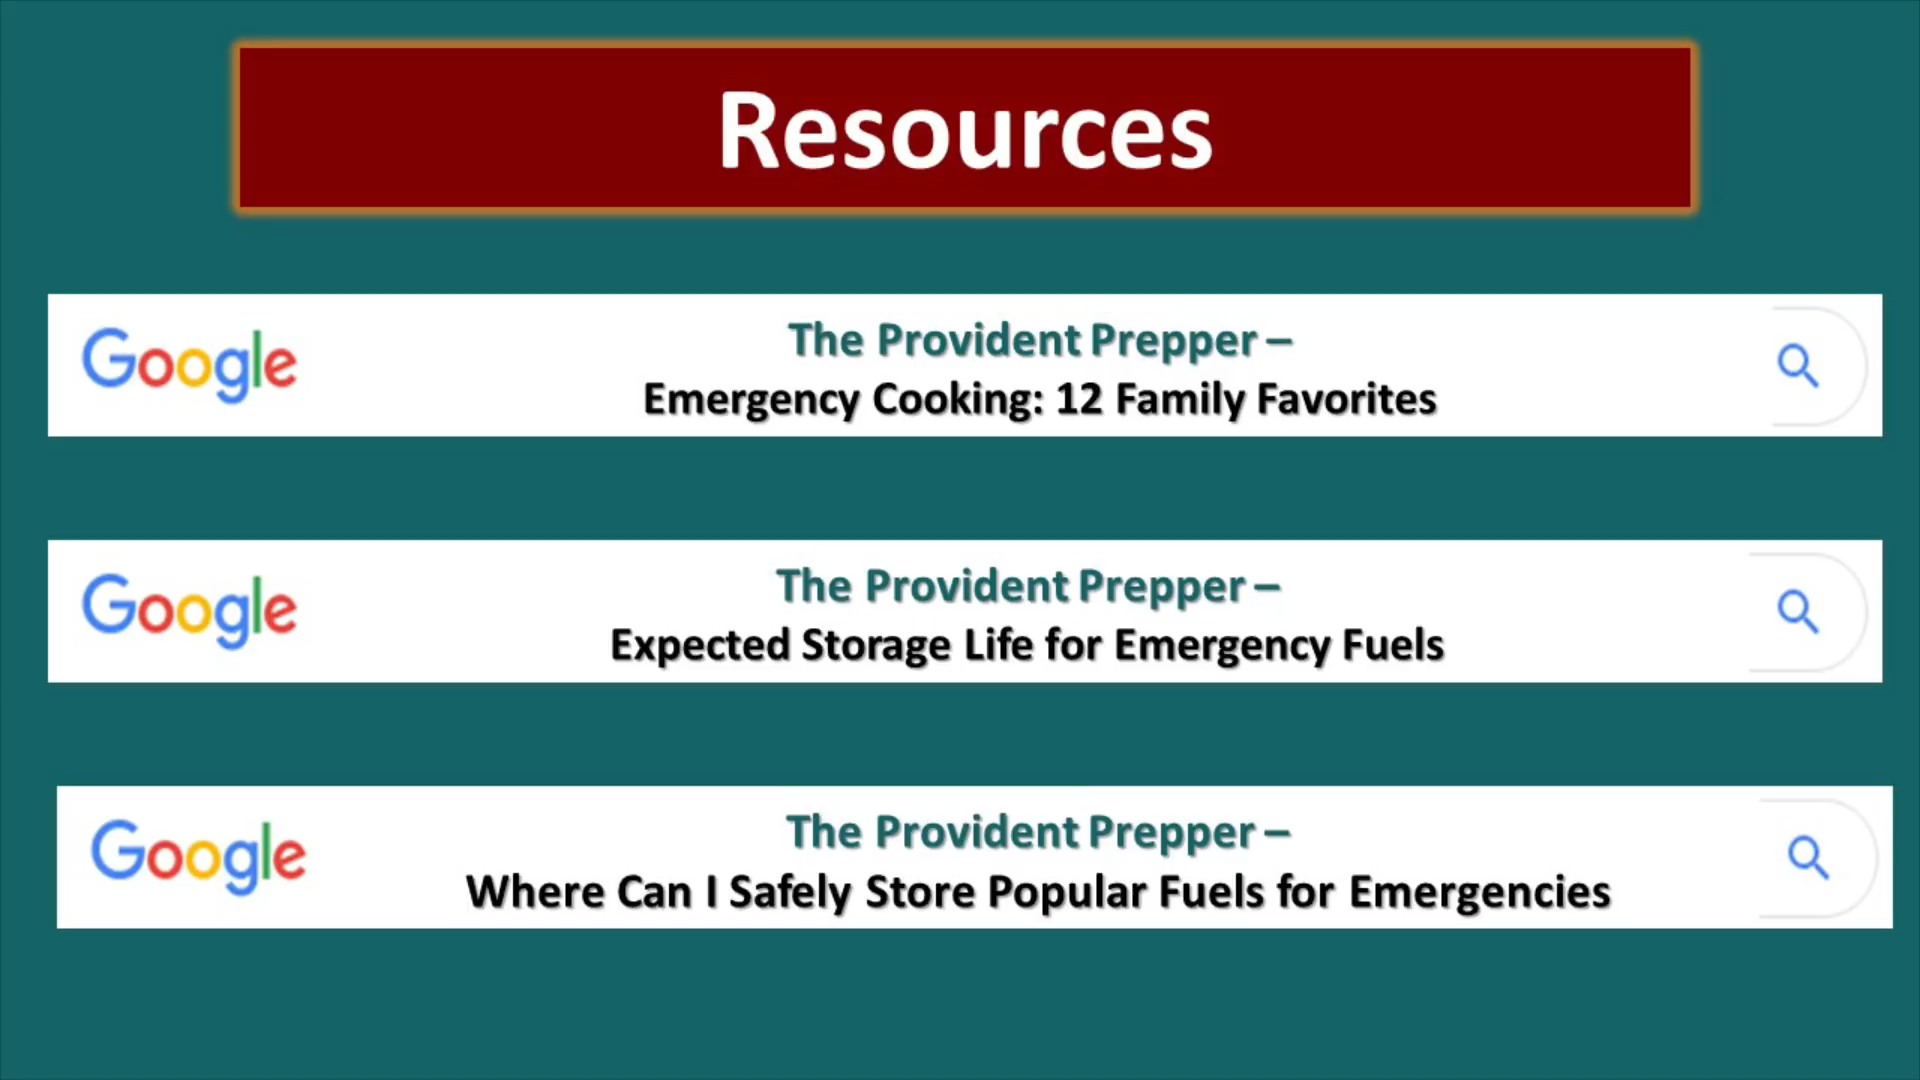 Resources
Google
The Provident Prepper –
Emergency Cooking: 12 Family Favorites
Google
The Provident Prepper –
Expected Storage Life for Emergency Fuels
Google
The Provident Prepper –
Where Can I Safely Store Popular Fuels for Emergencies